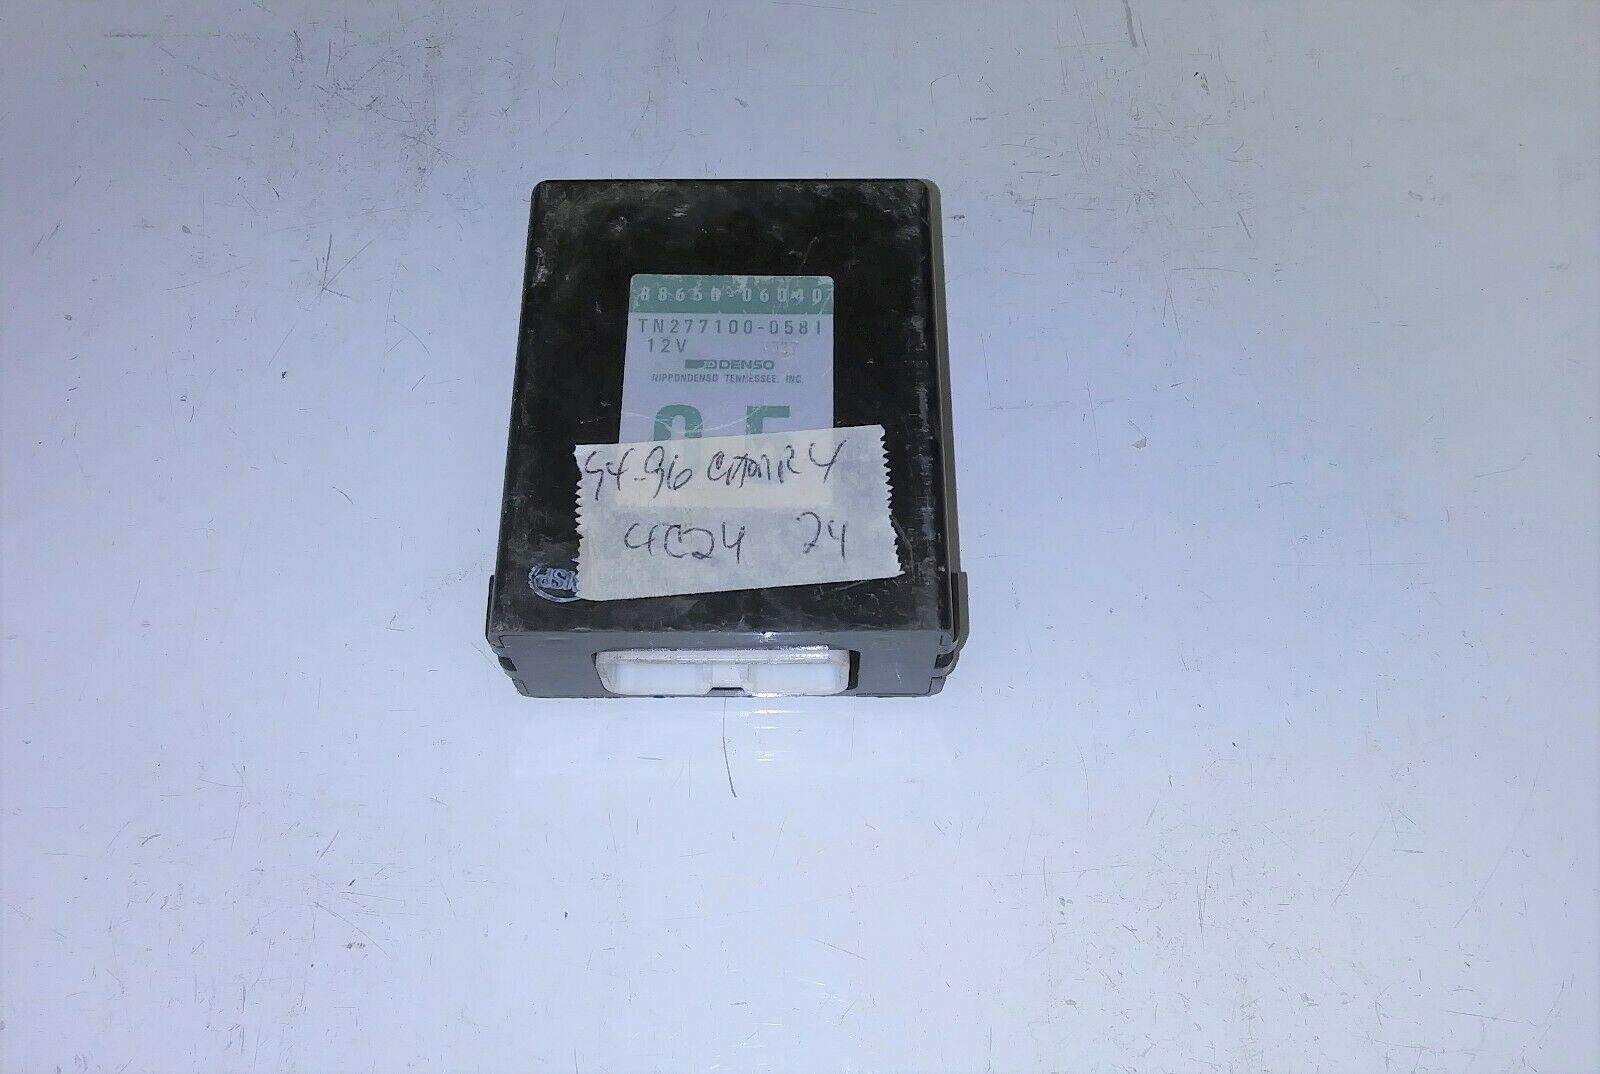 88650-06040
TN277100-0581
12V
DENSO
NIPPONDENSO TENNESSEE, INC.
94-96 CAMRY
4C24 24